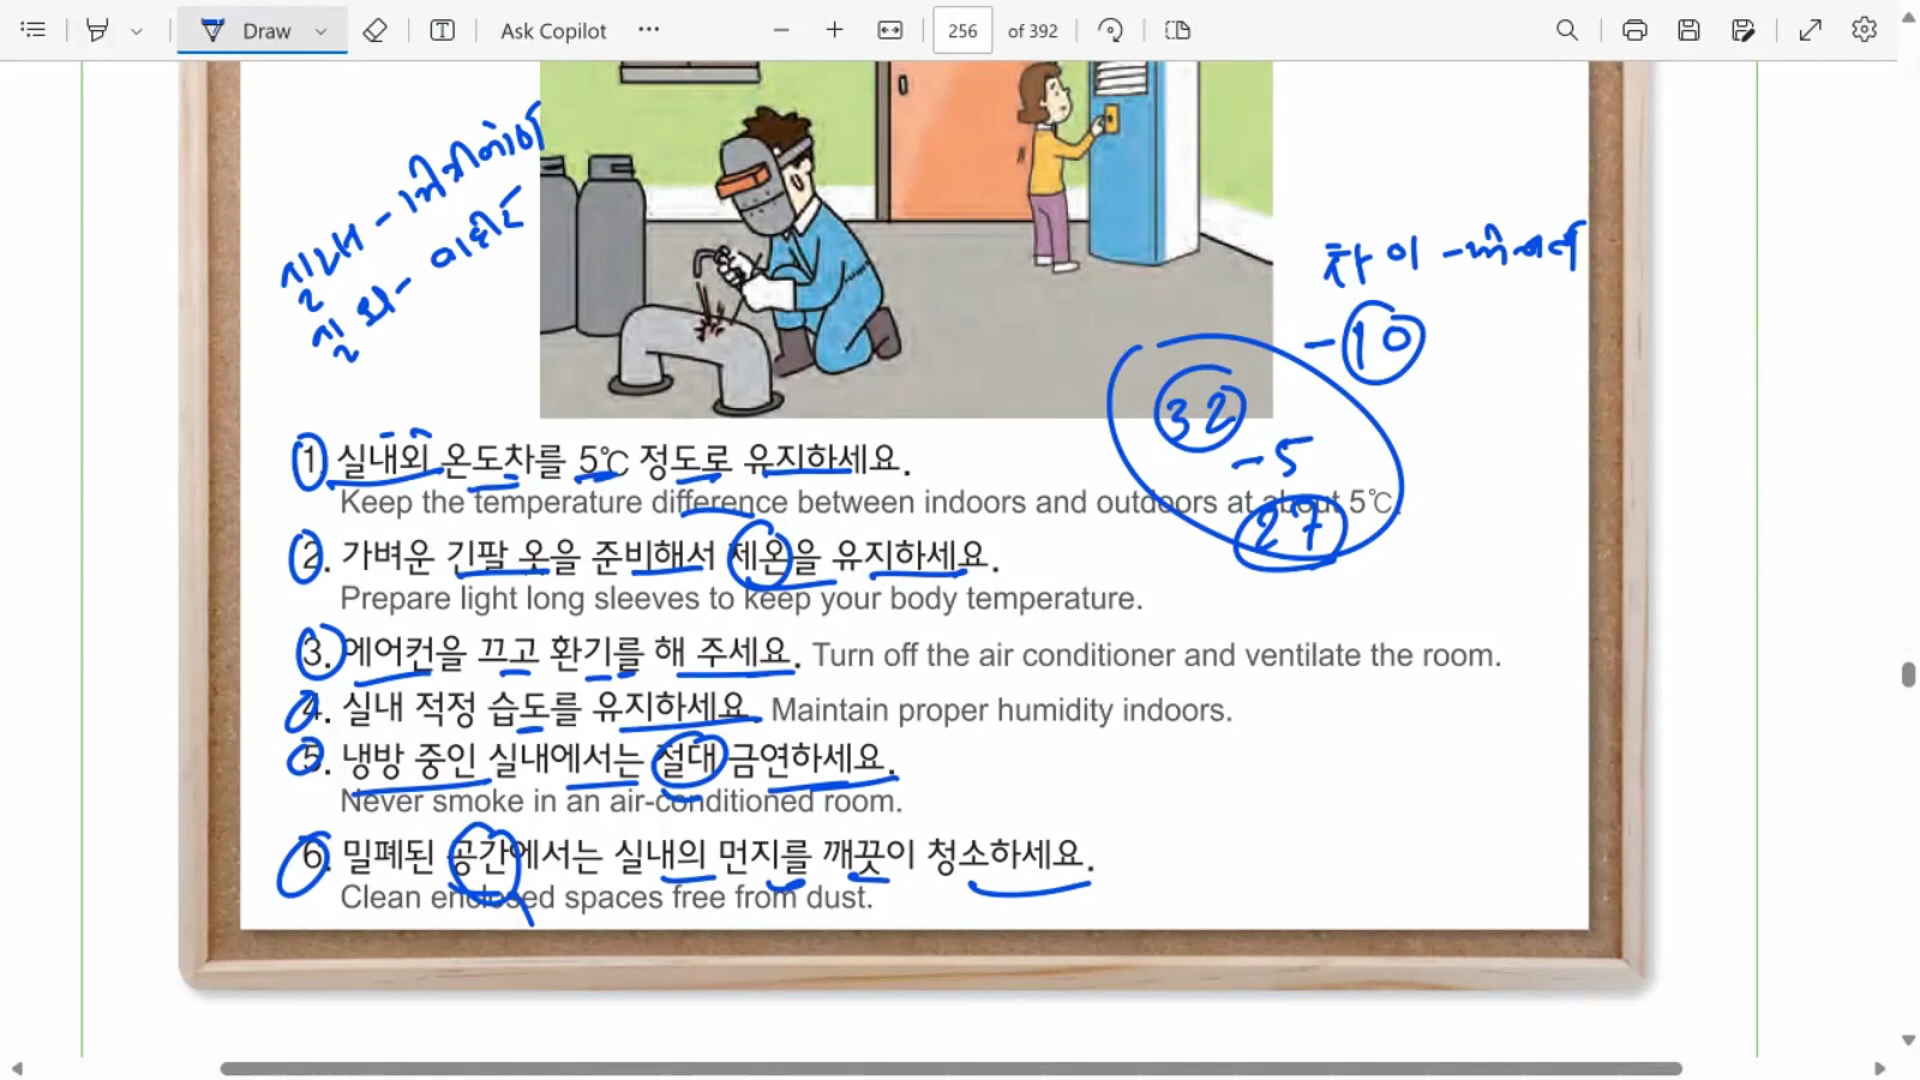 Draw
Ask Copilot
256 of 392
실내 -
실외 -
차이 -
- 10
32
- 5
27
1. 실내외 온도차를 5℃ 정도로 유지하세요.
Keep the temperature difference between indoors and outdoors at about 5℃.
2. 가벼운 긴팔 옷을 준비해서 체온을 유지하세요.
Prepare light long sleeves to keep your body temperature.
3. 에어컨을 끄고 환기를 해 주세요. Turn off the air conditioner and ventilate the room.
4. 실내 적정 습도를 유지하세요. Maintain proper humidity indoors.
5. 냉방 중인 실내에서는 절대 금연하세요.
Never smoke in an air-conditioned room.
6. 밀폐된 공간에서는 실내의 먼지를 깨끗이 청소하세요.
Clean enclosed spaces free from dust.